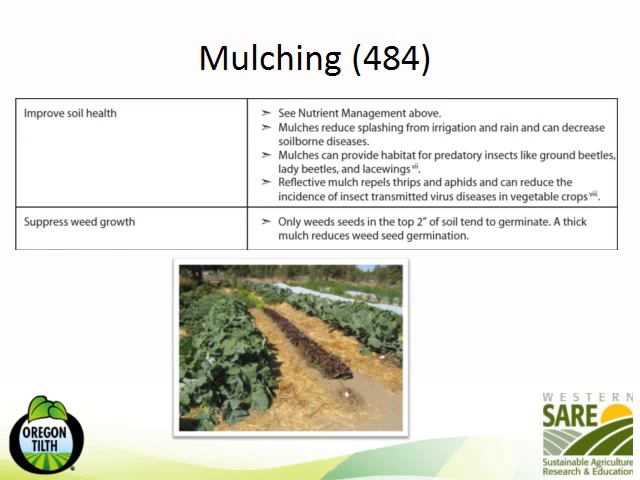 Mulching (484)
Improve soil health
➣ See Nutrient Management above.
➣ Mulches reduce splashing from irrigation and rain and can decrease
soilborne diseases.
➣ Mulches can provide habitat for predatory insects like ground beetles,
lady beetles, and lacewings vii.
➣ Reflective mulch repels thrips and aphids and can reduce the
incidence of insect transmitted virus diseases in vegetable crops viii.
Suppress weed growth
➣ Only weeds seeds in the top 2" of soil tend to germinate. A thick
mulch reduces weed seed germination.
OREGON
TILTH
WESTERN
SARE
Sustainable Agriculture
Research & Education